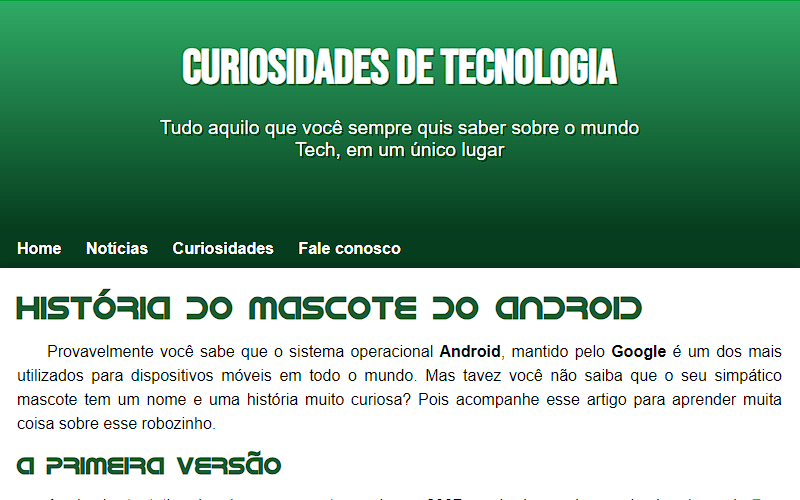 CURIOSIDADES DE TECNOLOGIA
Tudo aquilo que você sempre quis saber sobre o mundo
Tech, em um único lugar
Home Notícias Curiosidades Fale conosco
HISTÓRIA DO MASCOTE DO ANDROID
Provavelmente você sabe que o sistema operacional Android, mantido pelo Google é um dos mais
utilizados para dispositivos móveis em todo o mundo. Mas tavez você não saiba que o seu simpático
mascote tem um nome e uma história muito curiosa? Pois acompanhe esse artigo para aprender muita
coisa sobre esse robozinho.
A PRIMEIRA VERSÃO